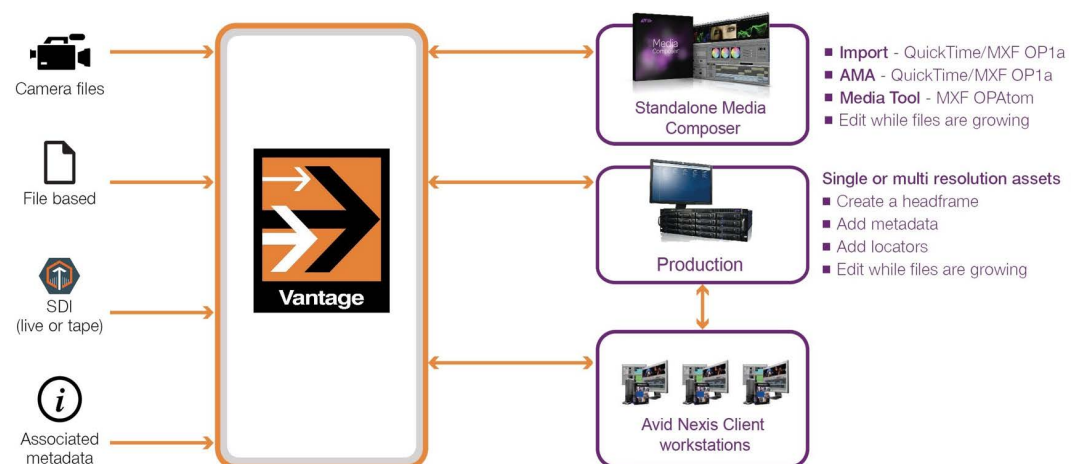 Camera files
File based
SDI
(live or tape)
i
Associated
metadata
Vantage
Media
Composer
Standalone Media
Composer
■ Import - QuickTime/MXF OP1a
■ AMA - QuickTime/MXF OP1a
■ Media Tool - MXF OPAtom
■ Edit while files are growing
Production
Single or multi resolution assets
■ Create a headframe
■ Add metadata
■ Add locators
■ Edit while files are growing
Avid Nexis Client
workstations